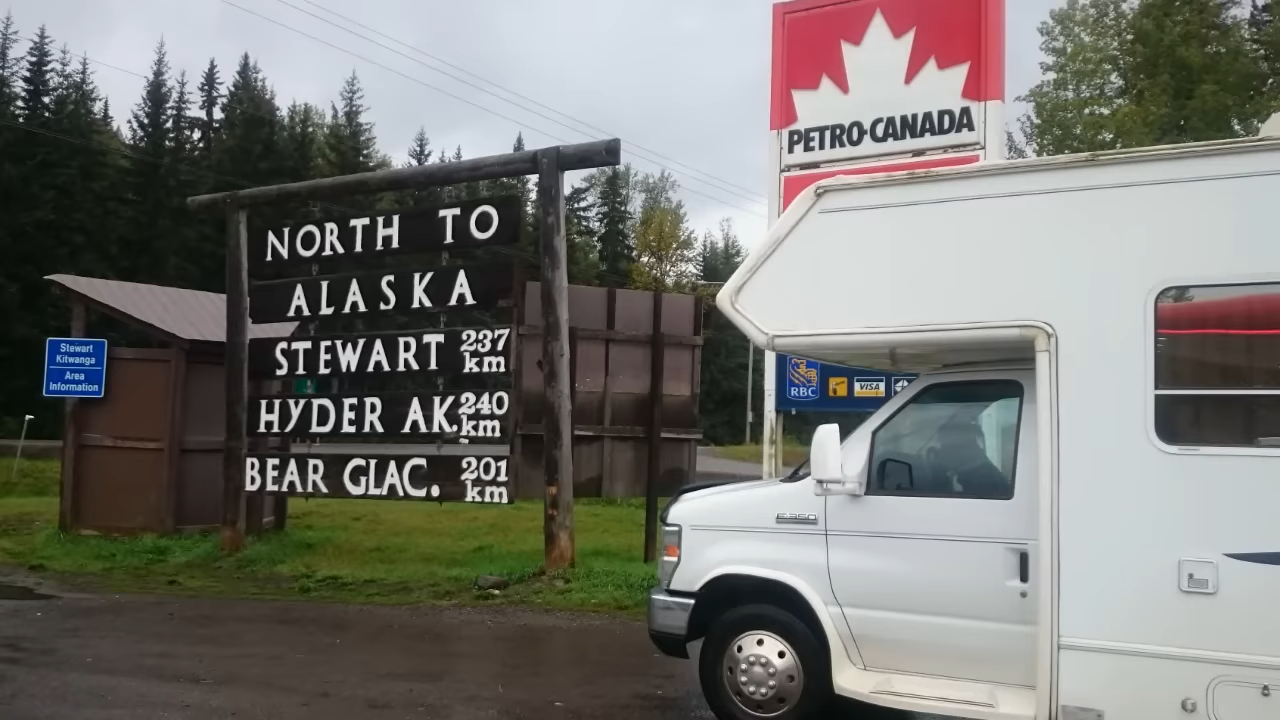 NORTH TO
ALASKA
STEWART 237 km
HYDER AK. 240 km
BEAR GLAC. 201 km
Stewart
Kitwanga
Area
Information
PETRO-CANADA
RBC
VISA
E-350